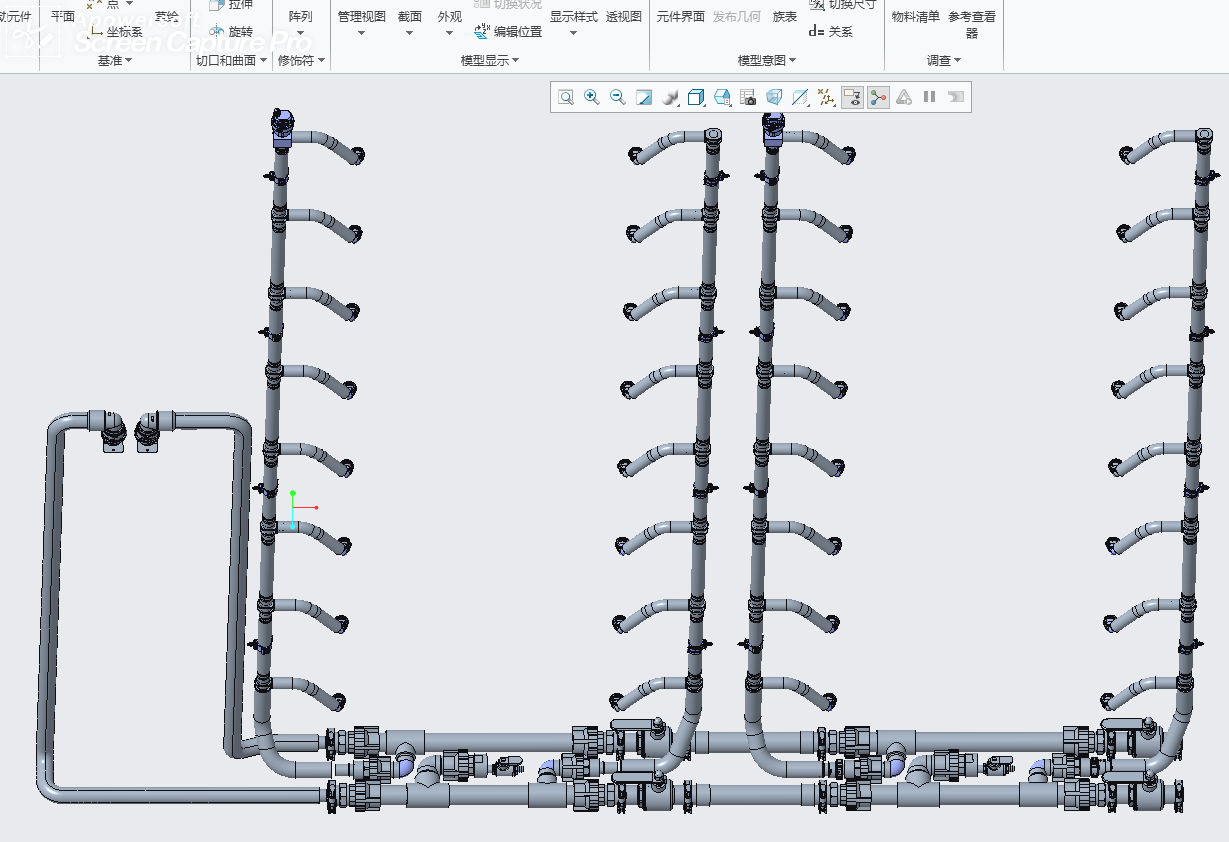 动元件 平面 点 蒙绘 拉伸 阵列 管理视图 截面 外观 切换状况 显示样式 透视图 元件界面 发布几何 族表 切换尺寸 物料清单 参考查看器
坐标系 旋转 编辑位置 d= 关系
基准 切口和曲面 修饰符 模型显示 模型意图 调查
Apowersoft
Screen Capture Pro